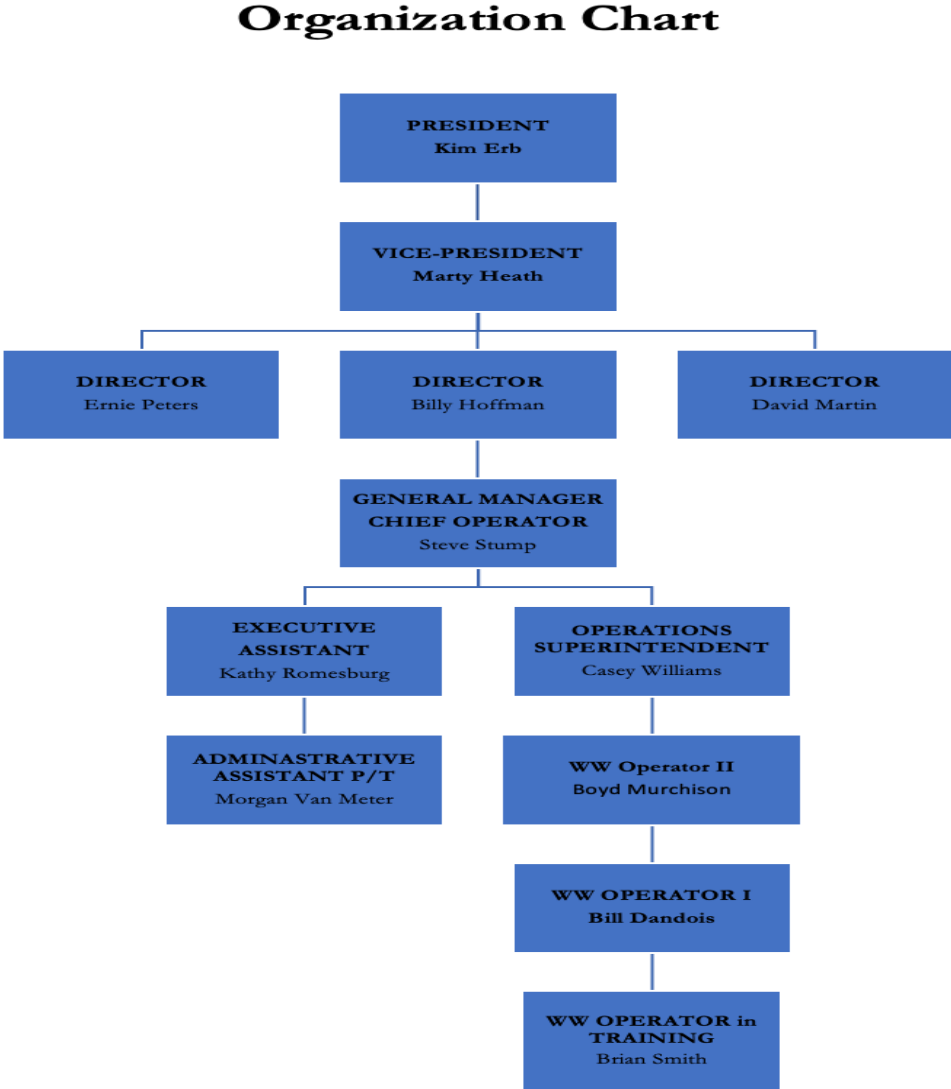 Organization Chart
PRESIDENT
Kim Erb
VICE-PRESIDENT
Marty Heath
DIRECTOR
Ernie Peters
DIRECTOR
Billy Hoffman
DIRECTOR
David Martin
GENERAL MANAGER
CHIEF OPERATOR
Steve Stump
EXECUTIVE
ASSISTANT
Kathy Romesburg
OPERATIONS
SUPERINTENDENT
Casey Williams
ADMINASTRATIVE
ASSISTANT P/T
Morgan Van Meter
WW Operator II
Boyd Murchison
WW OPERATOR I
Bill Dandois
WW OPERATOR in
TRAINING
Brian Smith